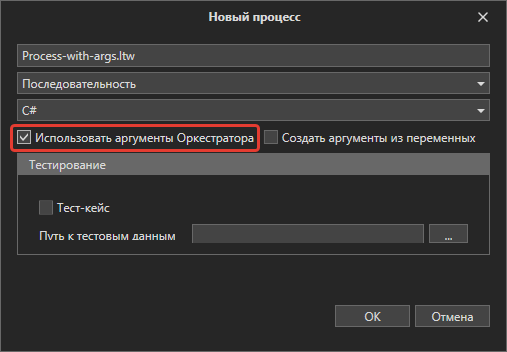 Новый процесс
Process-with-args.ltw
Последовательность
C#
Использовать аргументы Оркестратора Создать аргументы из переменных
Тестирование
Тест-кейс
Путь к тестовым данным ...
OK Отмена